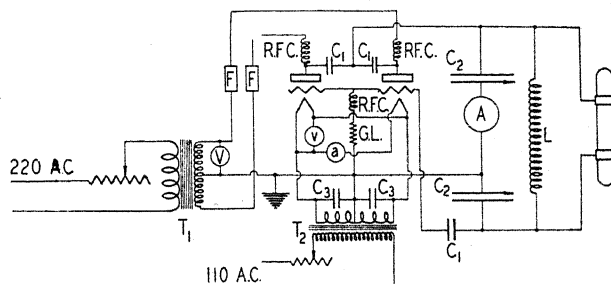 R.F.C. C1 C1 R.F.C.
C2
F F
R.F.C.
A
G.L.
L
v
a
220 A.C.
V
C3 C3
C2
T1
T2
C1
110 A.C.